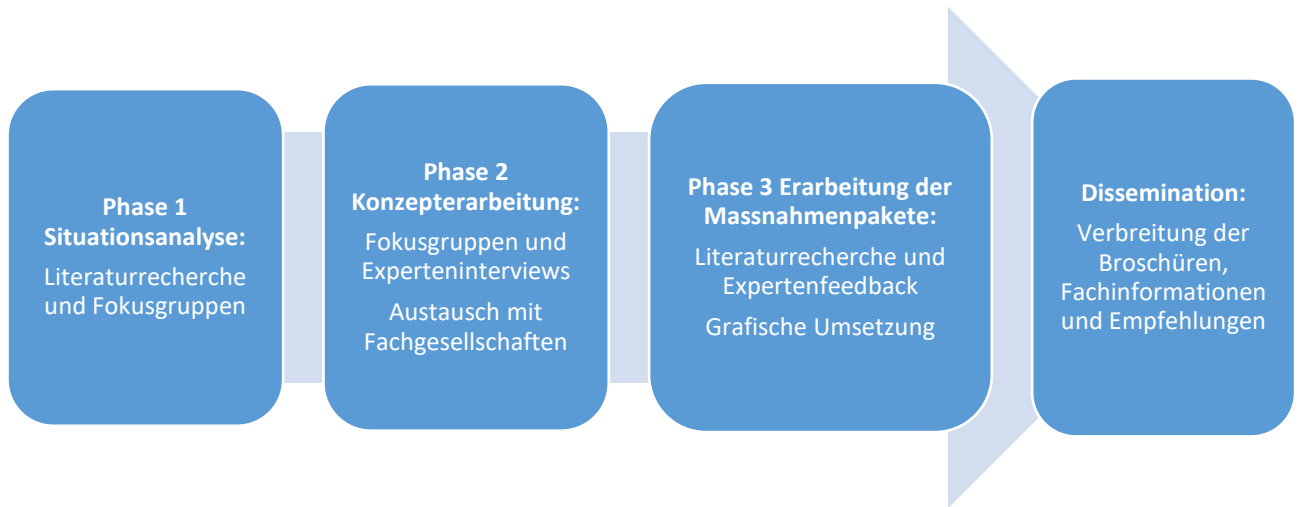 Phase 1
Situationsanalyse:
Literaturrecherche
und Fokusgruppen
Phase 2
Konzepterarbeitung:
Fokusgruppen und
Experteninterviews
Austausch mit
Fachgesellschaften
Phase 3 Erarbeitung der
Massnahmenpakete:
Literaturrecherche und
Expertenfeedback
Grafische Umsetzung
Dissemination:
Verbreitung der
Broschüren,
Fachinformationen
und Empfehlungen